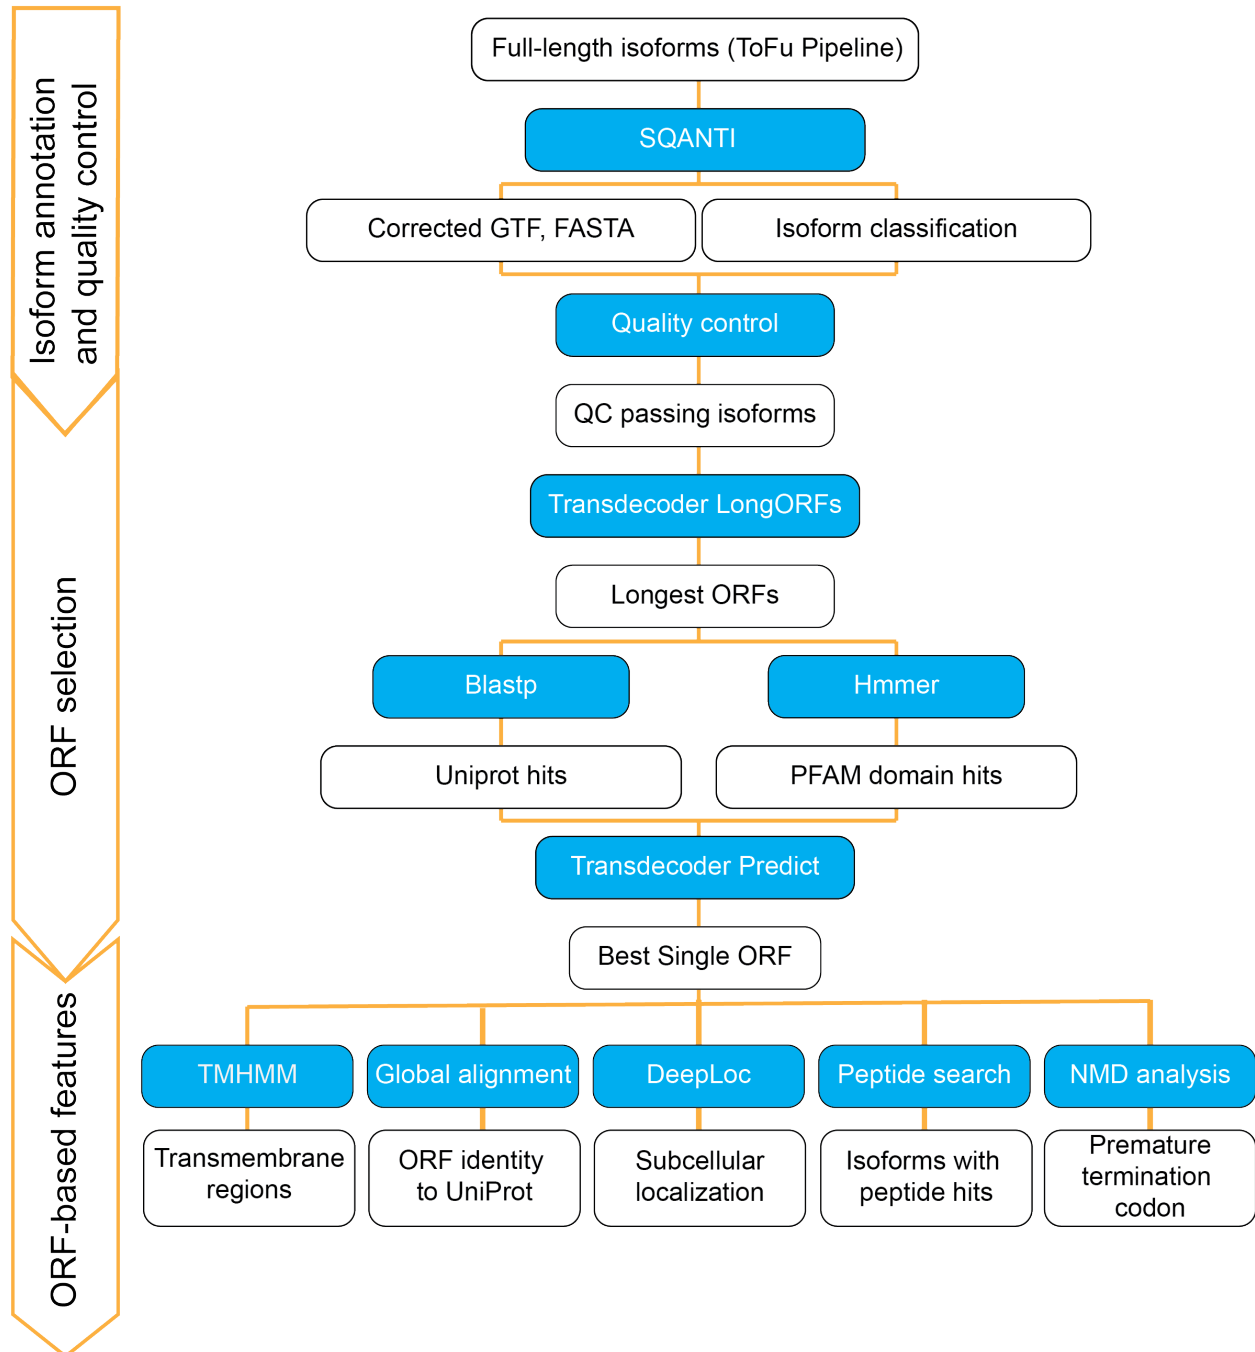 Isoform annotation
and quality control
Full-length isoforms (ToFu Pipeline)
SQANTI
Corrected GTF, FASTA
Isoform classification
Quality control
QC passing isoforms
ORF selection
Transdecoder LongORFs
Longest ORFs
Blastp
Hmmer
Uniprot hits
PFAM domain hits
Transdecoder Predict
Best Single ORF
ORF-based features
TMHMM
Global alignment
DeepLoc
Peptide search
NMD analysis
Transmembrane
regions
ORF identity
to UniProt
Subcellular
localization
Isoforms with
peptide hits
Premature
termination
codon